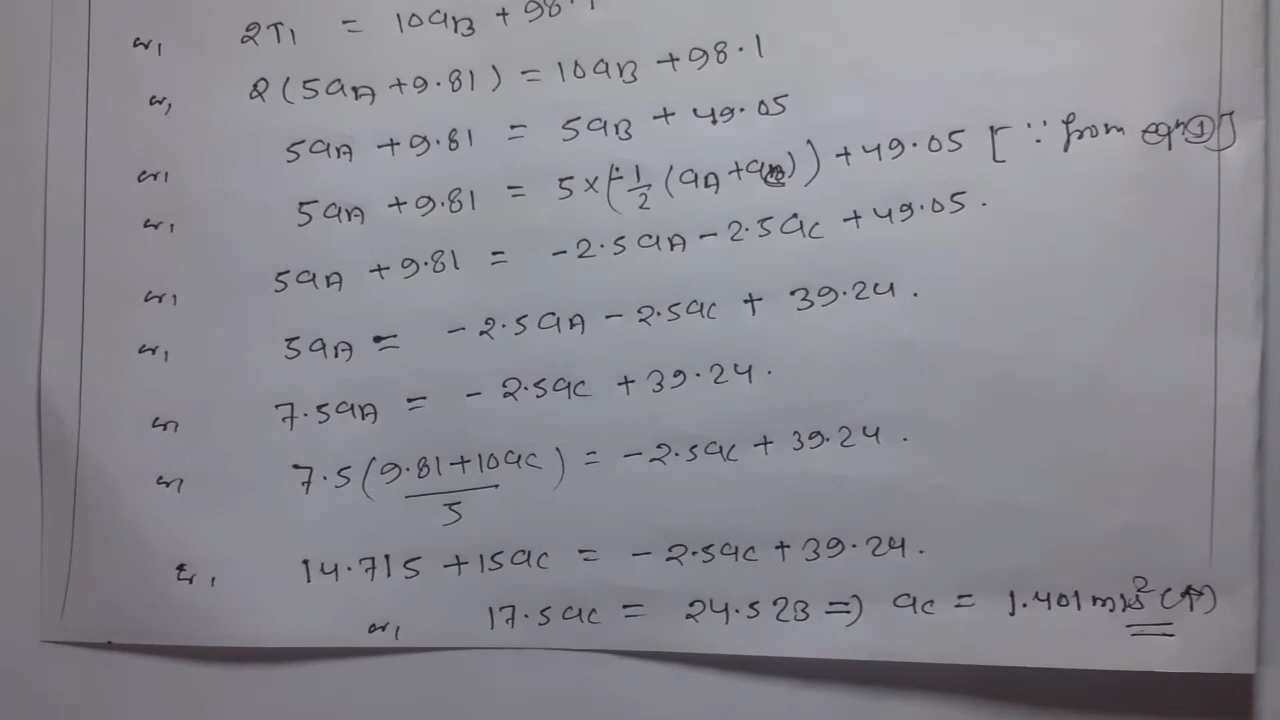 or, 2T1 = 10aB + 98.1
or, 2(5aA + 9.81) = 10aB + 98.1
or, 5aA + 9.81 = 5aB + 49.05
or, 5aA + 9.81 = 5×(-1/2 (aA + aC)) + 49.05 [∵ from eqn ①]
or, 5aA + 9.81 = -2.5aA - 2.5aC + 49.05.
or, 5aA = -2.5aA - 2.5aC + 39.24.
or, 7.5aA = -2.5aC + 39.24.
or, 7.5(9.81+10aC / 5) = -2.5aC + 39.24.
or, 14.715 + 15aC = -2.5aC + 39.24.
or, 17.5aC = 24.523 => aC = 1.401 m/s² (↑)